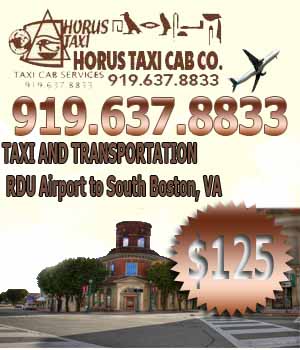 HORUS
TAXI
TAXI CAB SERVICES
919.637.8833
HORUS TAXI CAB CO.
919.637.8833
919.637.8833
TAXI AND TRANSPORTATION
RDU Airport to South Boston, VA
$125